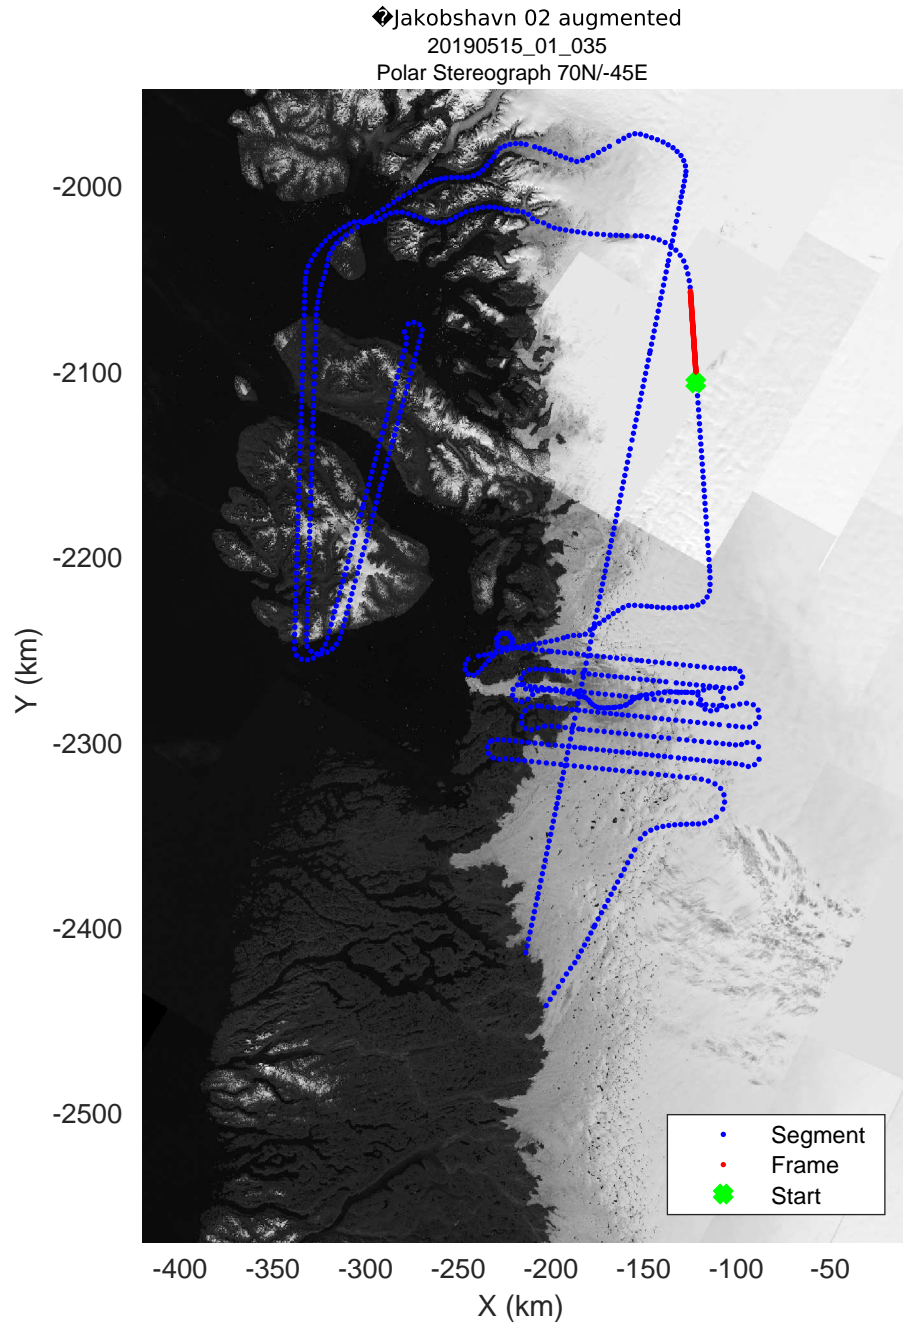 �Jakobshavn 02 augmented
20190515_01_035
Polar Stereograph 70N/-45E
-2000
-2100
-2200
-2300
-2400
-2500
Y (km)
-400 -350 -300 -250 -200 -150 -100 -50
X (km)
Segment
Frame
Start